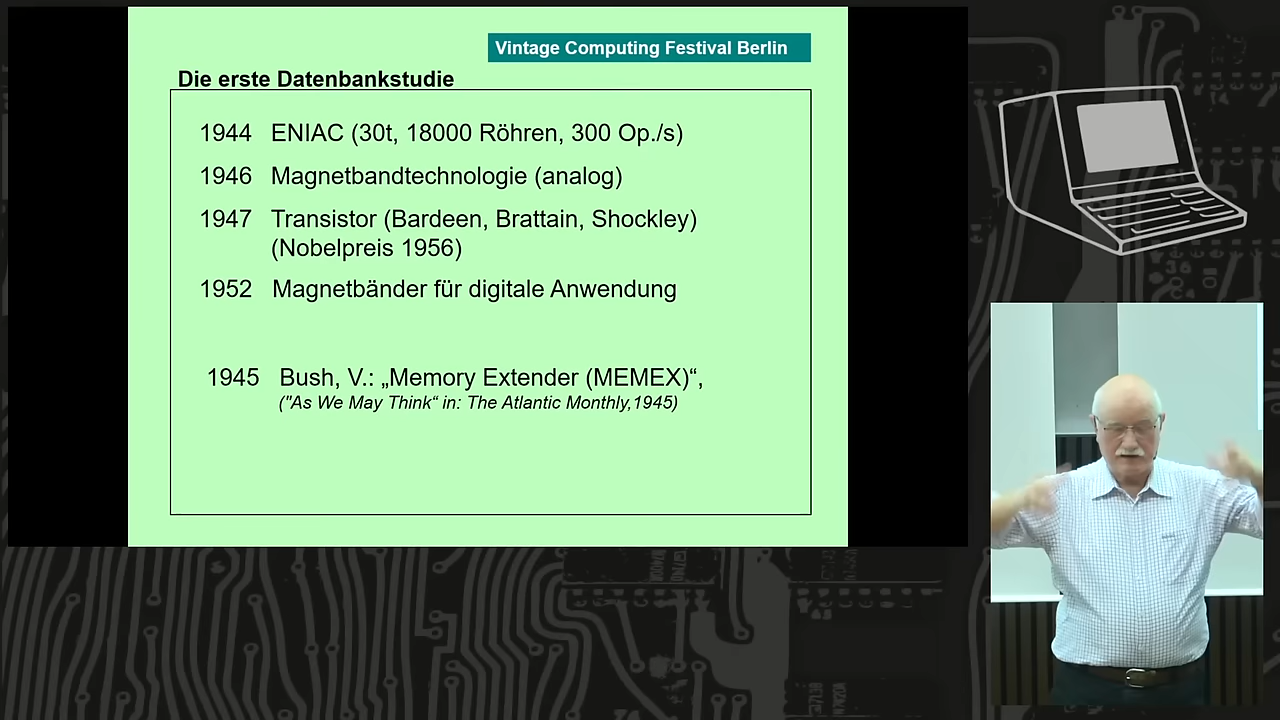 Vintage Computing Festival Berlin
Die erste Datenbankstudie
1944 ENIAC (30t, 18000 Röhren, 300 Op./s)
1946 Magnetbandtechnologie (analog)
1947 Transistor (Bardeen, Brattain, Shockley)
(Nobelpreis 1956)
1952 Magnetbänder für digitale Anwendung
1945 Bush, V.: „Memory Extender (MEMEX)“,
("As We May Think“ in: The Atlantic Monthly,1945)